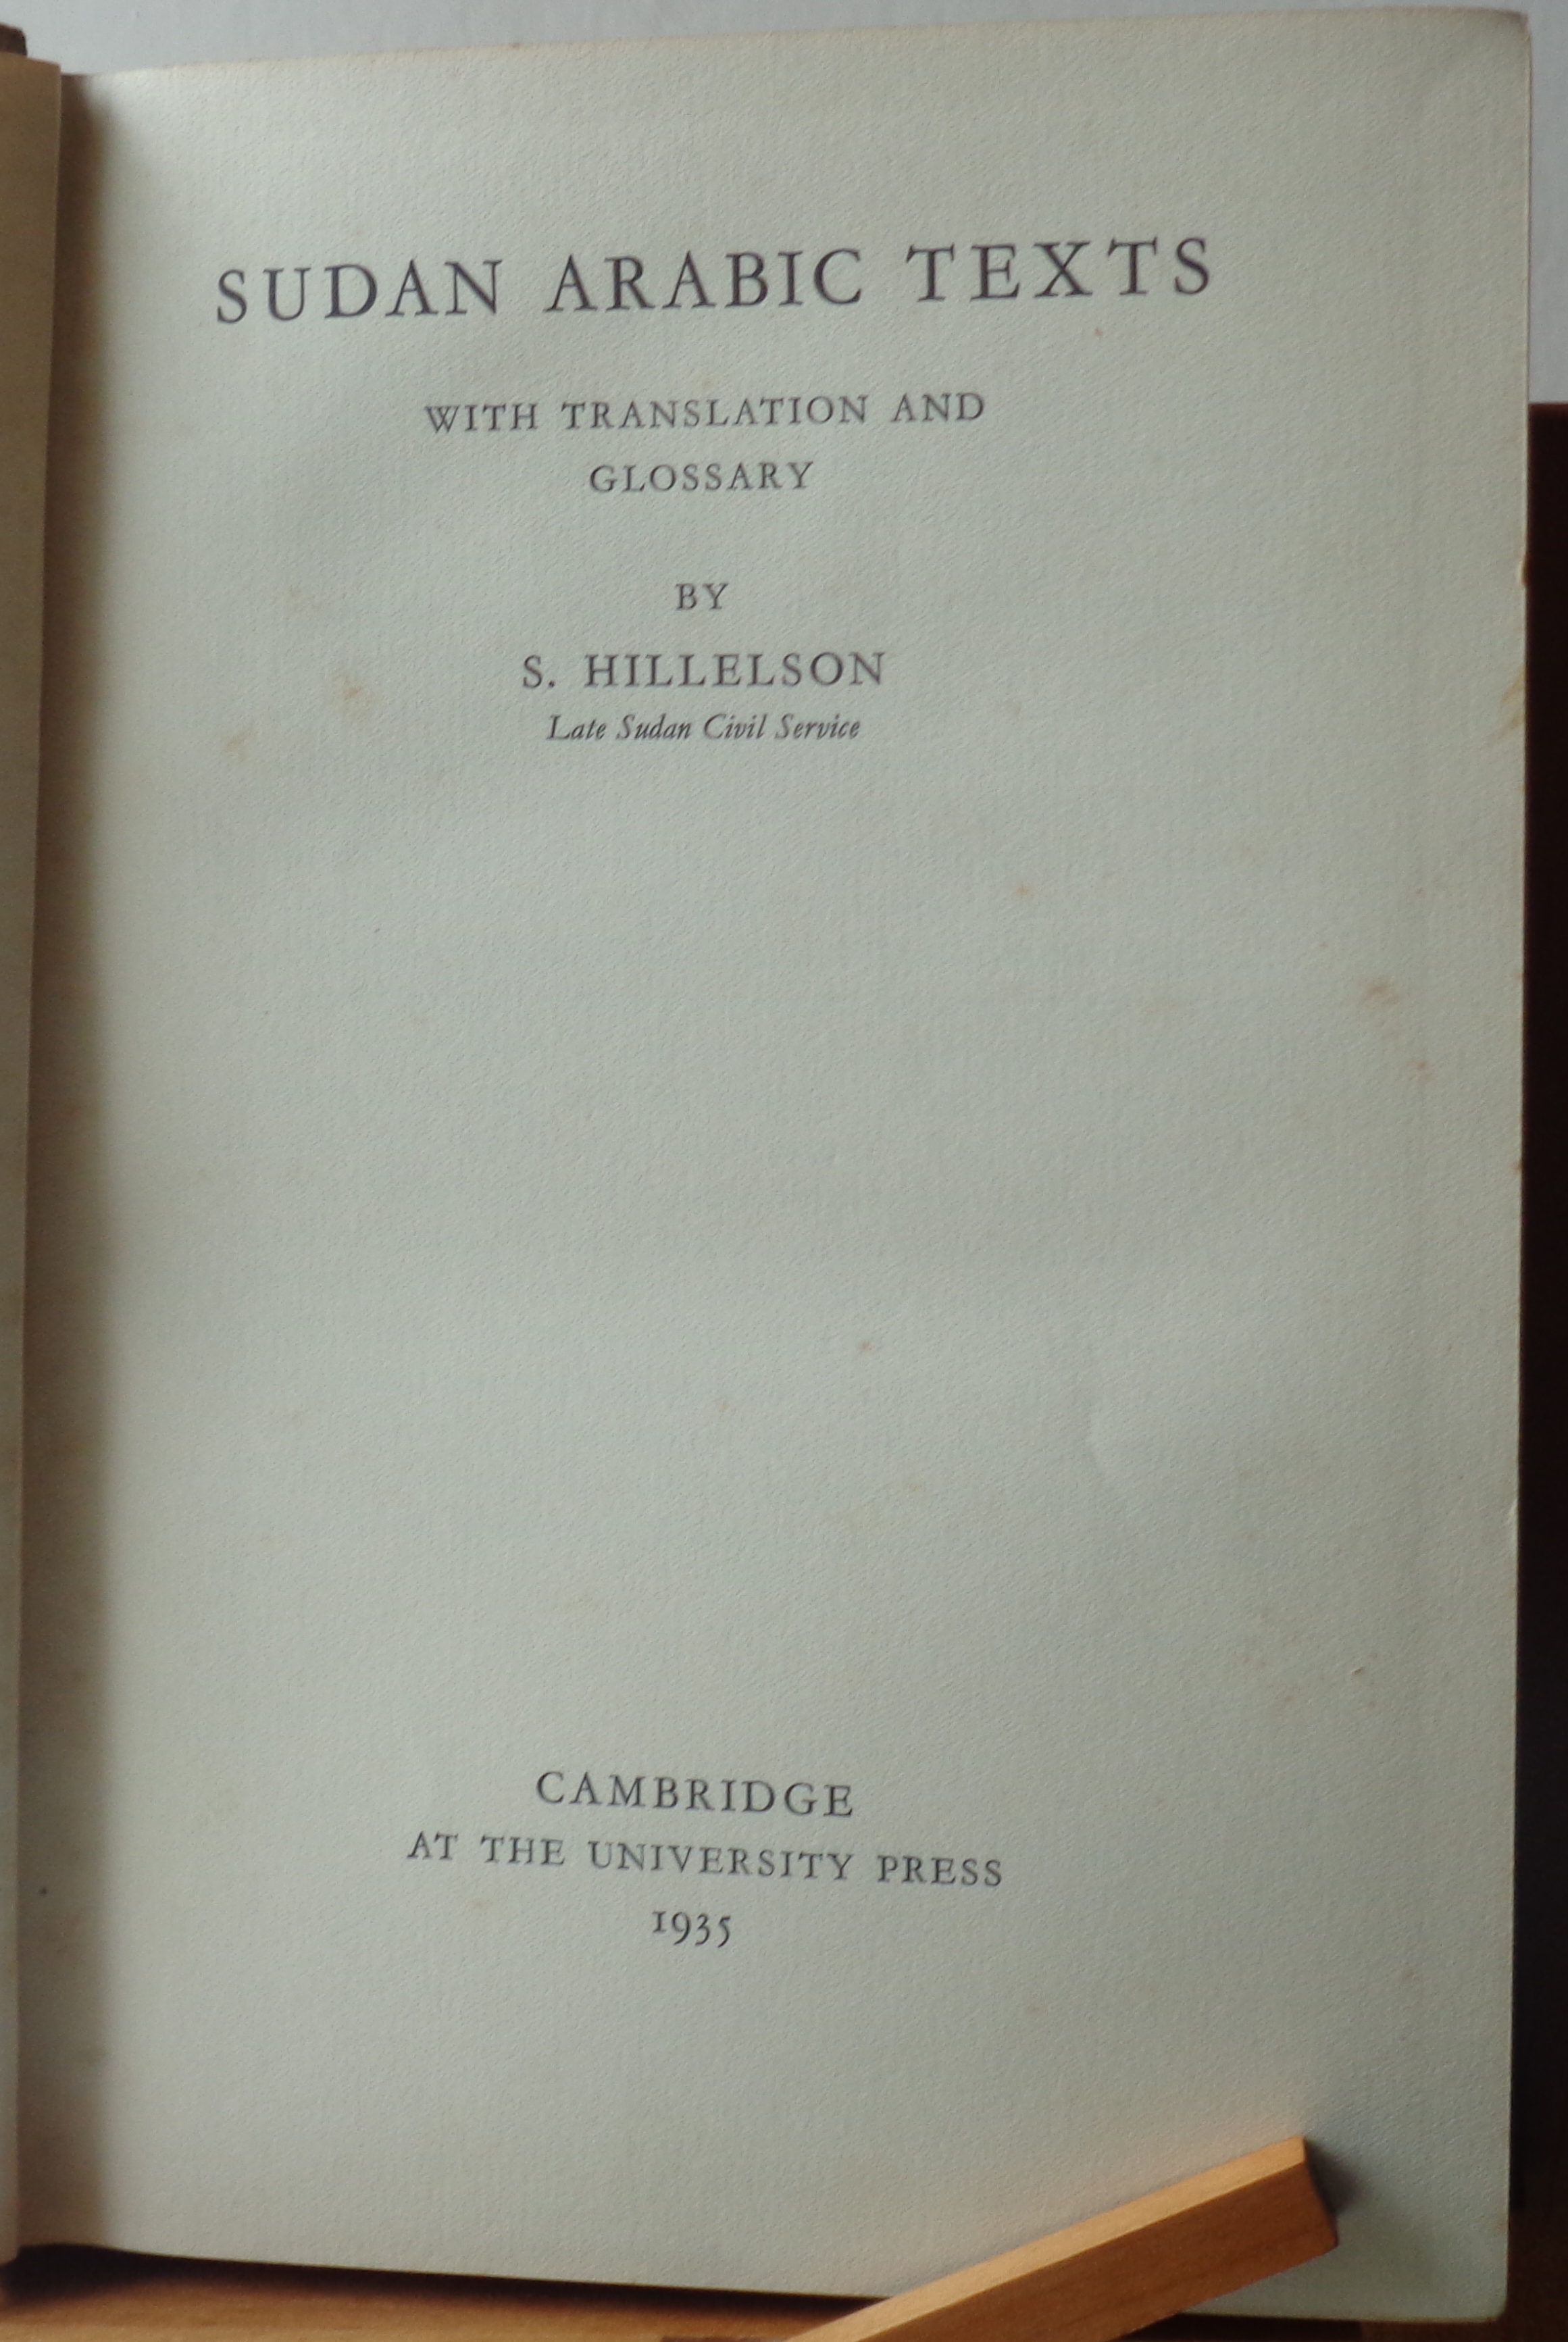 SUDAN ARABIC TEXTS
WITH TRANSLATION AND
GLOSSARY
BY
S. HILLELSON
Late Sudan Civil Service
CAMBRIDGE
AT THE UNIVERSITY PRESS
1935